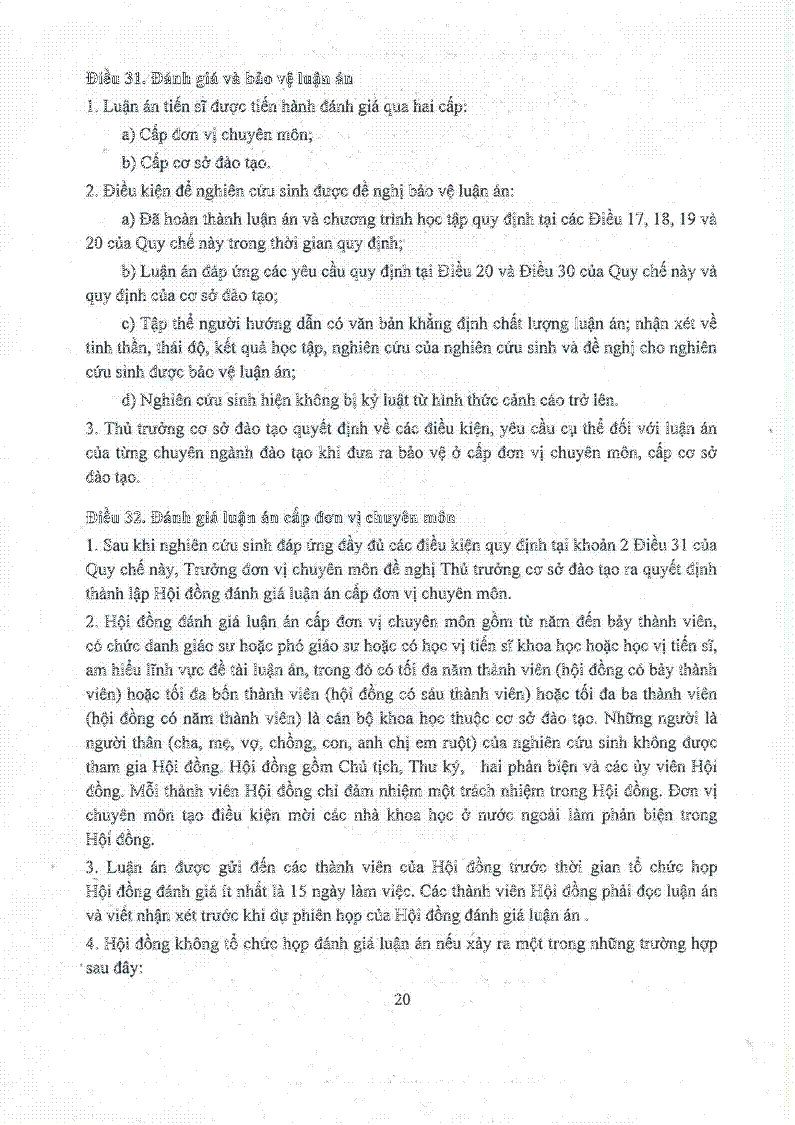 Điều 31. Đánh giá và bảo vệ luận án
1. Luận án tiến sĩ được tiến hành đánh giá qua hai cấp:
a) Cấp đơn vị chuyên môn;
b) Cấp cơ sở đào tạo.
2. Điều kiện để nghiên cứu sinh được đề nghị bảo vệ luận án:
a) Đã hoàn thành luận án và chương trình học tập quy định tại các Điều 17, 18, 19 và
20 của Quy chế này trong thời gian quy định;
b) Luận án đáp ứng các yêu cầu quy định tại Điều 20 và Điều 30 của Quy chế này và
quy định của cơ sở đào tạo;
c) Tập thể người hướng dẫn có văn bản khẳng định chất lượng luận án; nhận xét về
tinh thần, thái độ, kết quả học tập, nghiên cứu của nghiên cứu sinh và đề nghị cho nghiên
cứu sinh được bảo vệ luận án;
d) Nghiên cứu sinh hiện không bị kỷ luật từ hình thức cảnh cáo trở lên.
3. Thủ trưởng cơ sở đào tạo quyết định về các điều kiện, yêu cầu cụ thể đối với luận án
của từng chuyên ngành đào tạo khi đưa ra bảo vệ ở cấp đơn vị chuyên môn, cấp cơ sở
đào tạo.
Điều 32. Đánh giá luận án cấp đơn vị chuyên môn
1. Sau khi nghiên cứu sinh đáp ứng đầy đủ các điều kiện quy định tại khoản 2 Điều 31 của
Quy chế này, Trưởng đơn vị chuyên môn đề nghị Thủ trưởng cơ sở đào tạo ra quyết định
thành lập Hội đồng đánh giá luận án cấp đơn vị chuyên môn.
2. Hội đồng đánh giá luận án cấp đơn vị chuyên môn gồm từ năm đến bảy thành viên,
có chức danh giáo sư hoặc phó giáo sư hoặc có học vị tiến sĩ khoa học hoặc học vị tiến sĩ,
am hiểu lĩnh vực đề tài luận án, trong đó có tối đa năm thành viên (hội đồng có bảy thành
viên) hoặc tối đa bốn thành viên (hội đồng có sáu thành viên) hoặc tối đa ba thành viên
(hội đồng có năm thành viên) là cán bộ khoa học thuộc cơ sở đào tạo. Những người là
người thân (cha, mẹ, vợ, chồng, con, anh chị em ruột) của nghiên cứu sinh không được
tham gia Hội đồng. Hội đồng gồm Chủ tịch, Thư ký, hai phản biện và các ủy viên Hội
đồng. Mỗi thành viên Hội đồng chỉ đảm nhiệm một trách nhiệm trong Hội đồng. Đơn vị
chuyên môn tạo điều kiện mời các nhà khoa học ở nước ngoài làm phản biện trong
Hội đồng.
3. Luận án được gửi đến các thành viên của Hội đồng trước thời gian tổ chức họp
Hội đồng đánh giá ít nhất là 15 ngày làm việc. Các thành viên Hội đồng phải đọc luận án
và viết nhận xét trước khi dự phiên họp của Hội đồng đánh giá luận án .
4. Hội đồng không tổ chức họp đánh giá luận án nếu xảy ra một trong những trường hợp
sau đây:
20